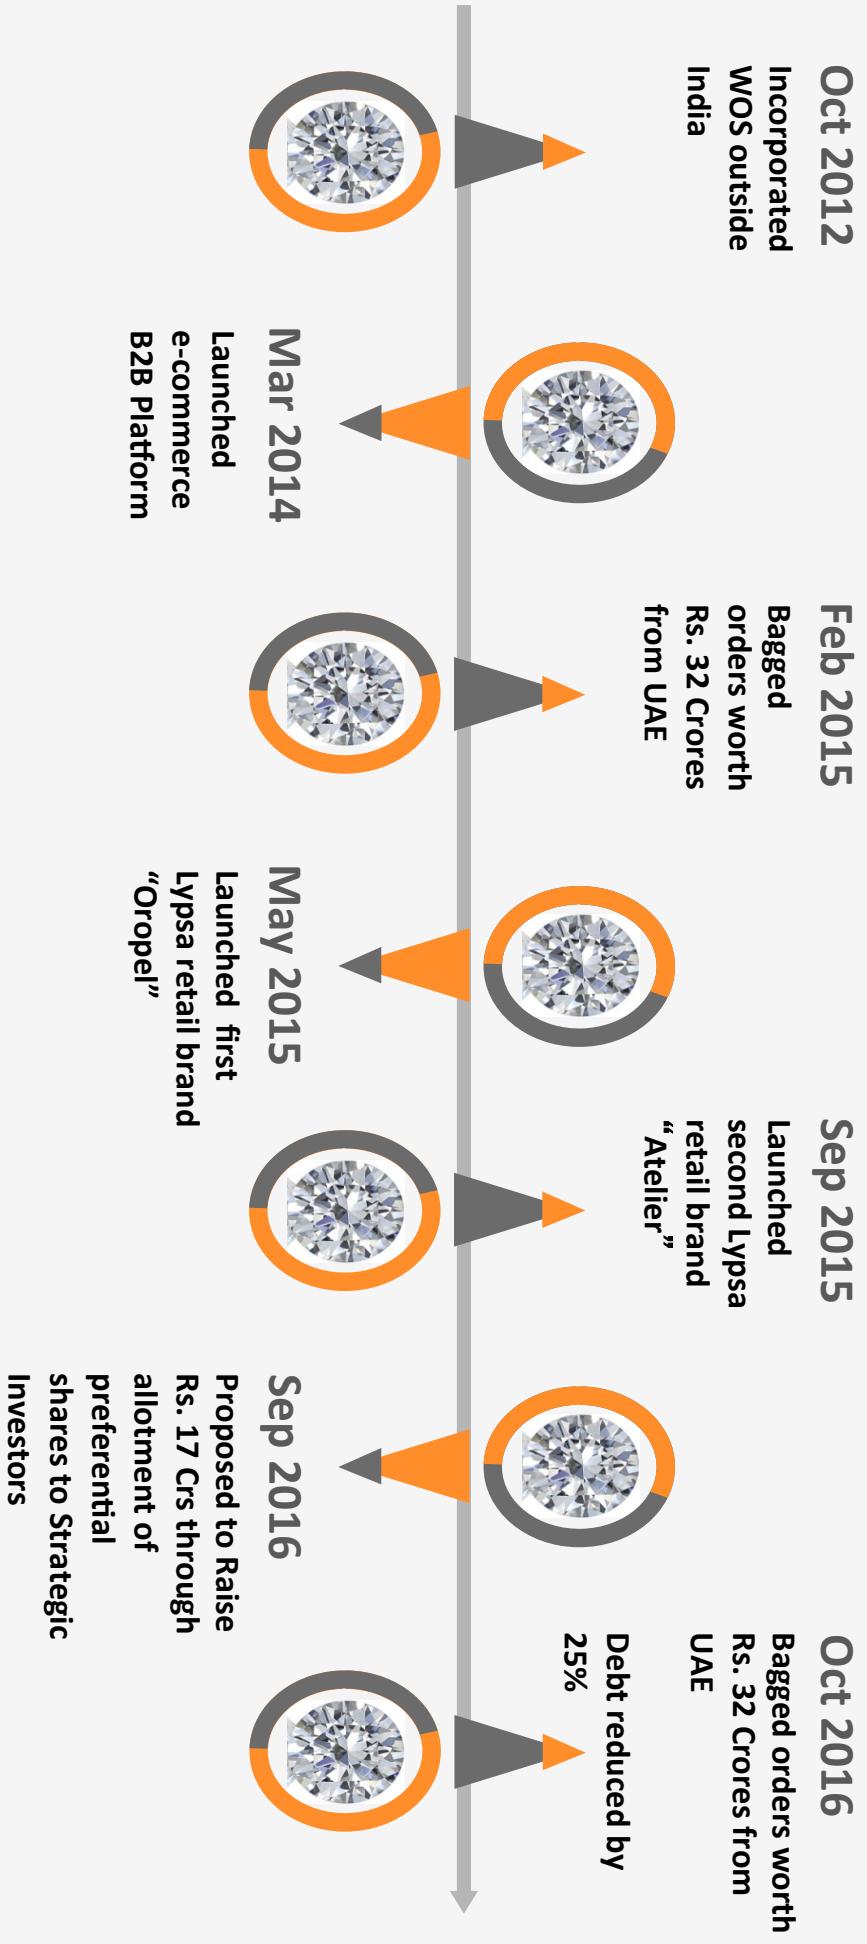 Oct 2012
Incorporated
WOS outside
India
Mar 2014
Launched
e-commerce
B2B Platform
Feb 2015
Bagged
orders worth
Rs. 32 Crores
from UAE
May 2015
Launched  first
Lypsa retail brand
“Oropel”
Sep 2015
Launched
second Lypsa
retail brand
“Atelier”
Sep 2016
Proposed to Raise
Rs. 17 Crs through
allotment of
preferential
shares to Strategic
Investors
Oct 2016
Bagged orders worth
Rs. 32 Crores from
UAE
Debt reduced by
25%